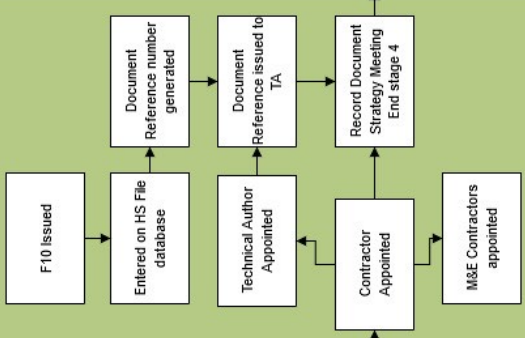 F10 Issued
Entered on HS File
database
Document
Reference number
generated
Technical Author
Appointed
Document
Reference issued to
TA
Contractor
Appointed
Record Document
Strategy Meeting
End stage 4
M&E Contractors
appointed